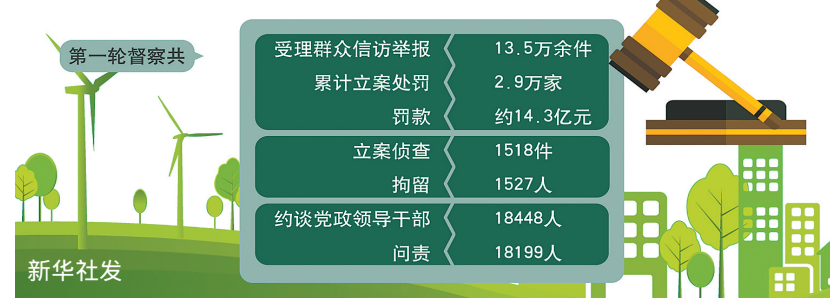 第一轮督察共
受理群众信访举报 13.5万余件
累计立案处罚 2.9万家
罚款 约14.3亿元
立案侦查 1518件
拘留 1527人
约谈党政领导干部 18448人
问责 18199人
新华社发